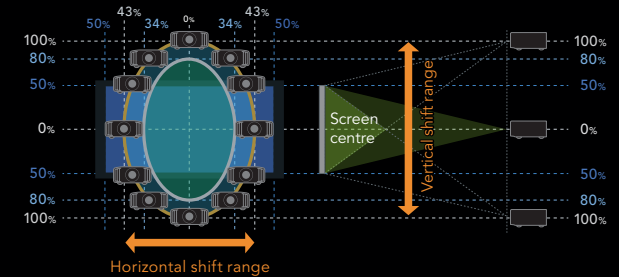 43% 0% 43%
50% 34% 34% 50%
100% 100%
80% 80%
50% 50%
Screen
centre
0% 0%
Vertical shift range
50% 50%
80% 80%
100% 100%
Horizontal shift range